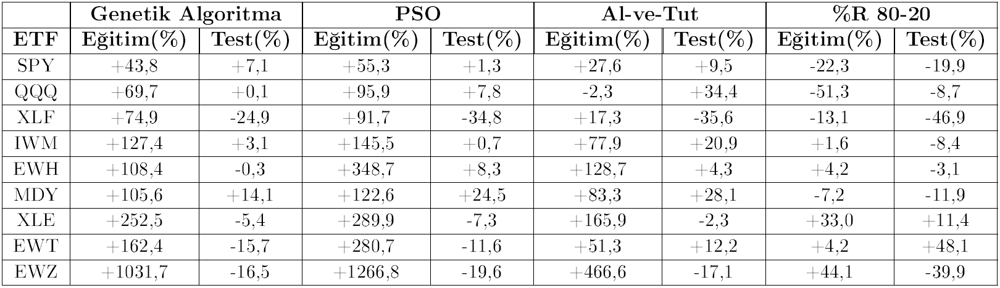 Genetik Algoritma PSO Al-ve-Tut %R 80-20
ETF Eğitim(%) Test(%) Eğitim(%) Test(%) Eğitim(%) Test(%) Eğitim(%) Test(%)
SPY +43,8 +7,1 +55,3 +1,3 +27,6 +9,5 -22,3 -19,9
QQQ +69,7 +0,1 +95,9 +7,8 -2,3 +34,4 -51,3 -8,7
XLF +74,9 -24,9 +91,7 -34,8 +17,3 -35,6 -13,1 -46,9
IWM +127,4 +3,1 +145,5 +0,7 +77,9 +20,9 +1,6 -8,4
EWH +108,4 -0,3 +348,7 +8,3 +128,7 +4,3 +4,2 -3,1
MDY +105,6 +14,1 +122,6 +24,5 +83,3 +28,1 -7,2 -11,9
XLE +252,5 -5,4 +289,9 -7,3 +165,9 -2,3 +33,0 +11,4
EWT +162,4 -15,7 +280,7 -11,6 +51,3 +12,2 +4,2 +48,1
EWZ +1031,7 -16,5 +1266,8 -19,6 +466,6 -17,1 +44,1 -39,9